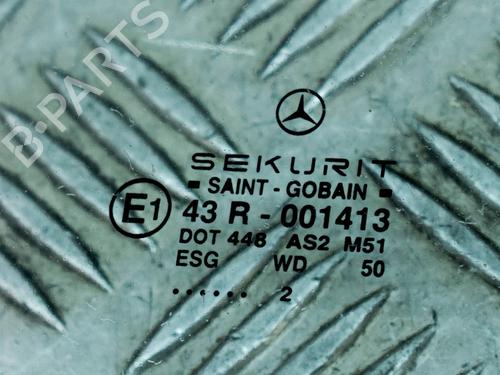 SEKURIT
SAINT - GOBAIN
E1 43 R - 001413
DOT 448 AS2 M51
ESG WD 50
...... 2
B-PARTS